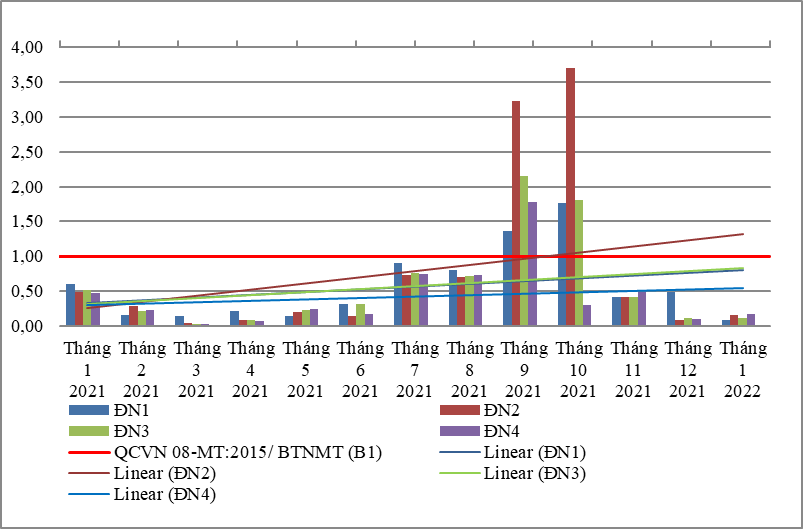 4,00
3,50
3,00
2,50
2,00
1,50
1,00
0,50
0,00
Tháng Tháng Tháng Tháng Tháng Tháng Tháng Tháng Tháng Tháng Tháng Tháng Tháng
1 2 3 4 5 6 7 8 9 10 11 12 1
2021 2021 2021 2021 2021 2021 2021 2021 2021 2021 2021 2021 2022
ĐN1 ĐN2
ĐN3 ĐN4
QCVN 08-MT:2015/ BTNMT (B1) Linear (ĐN1)
Linear (ĐN2) Linear (ĐN3)
Linear (ĐN4)